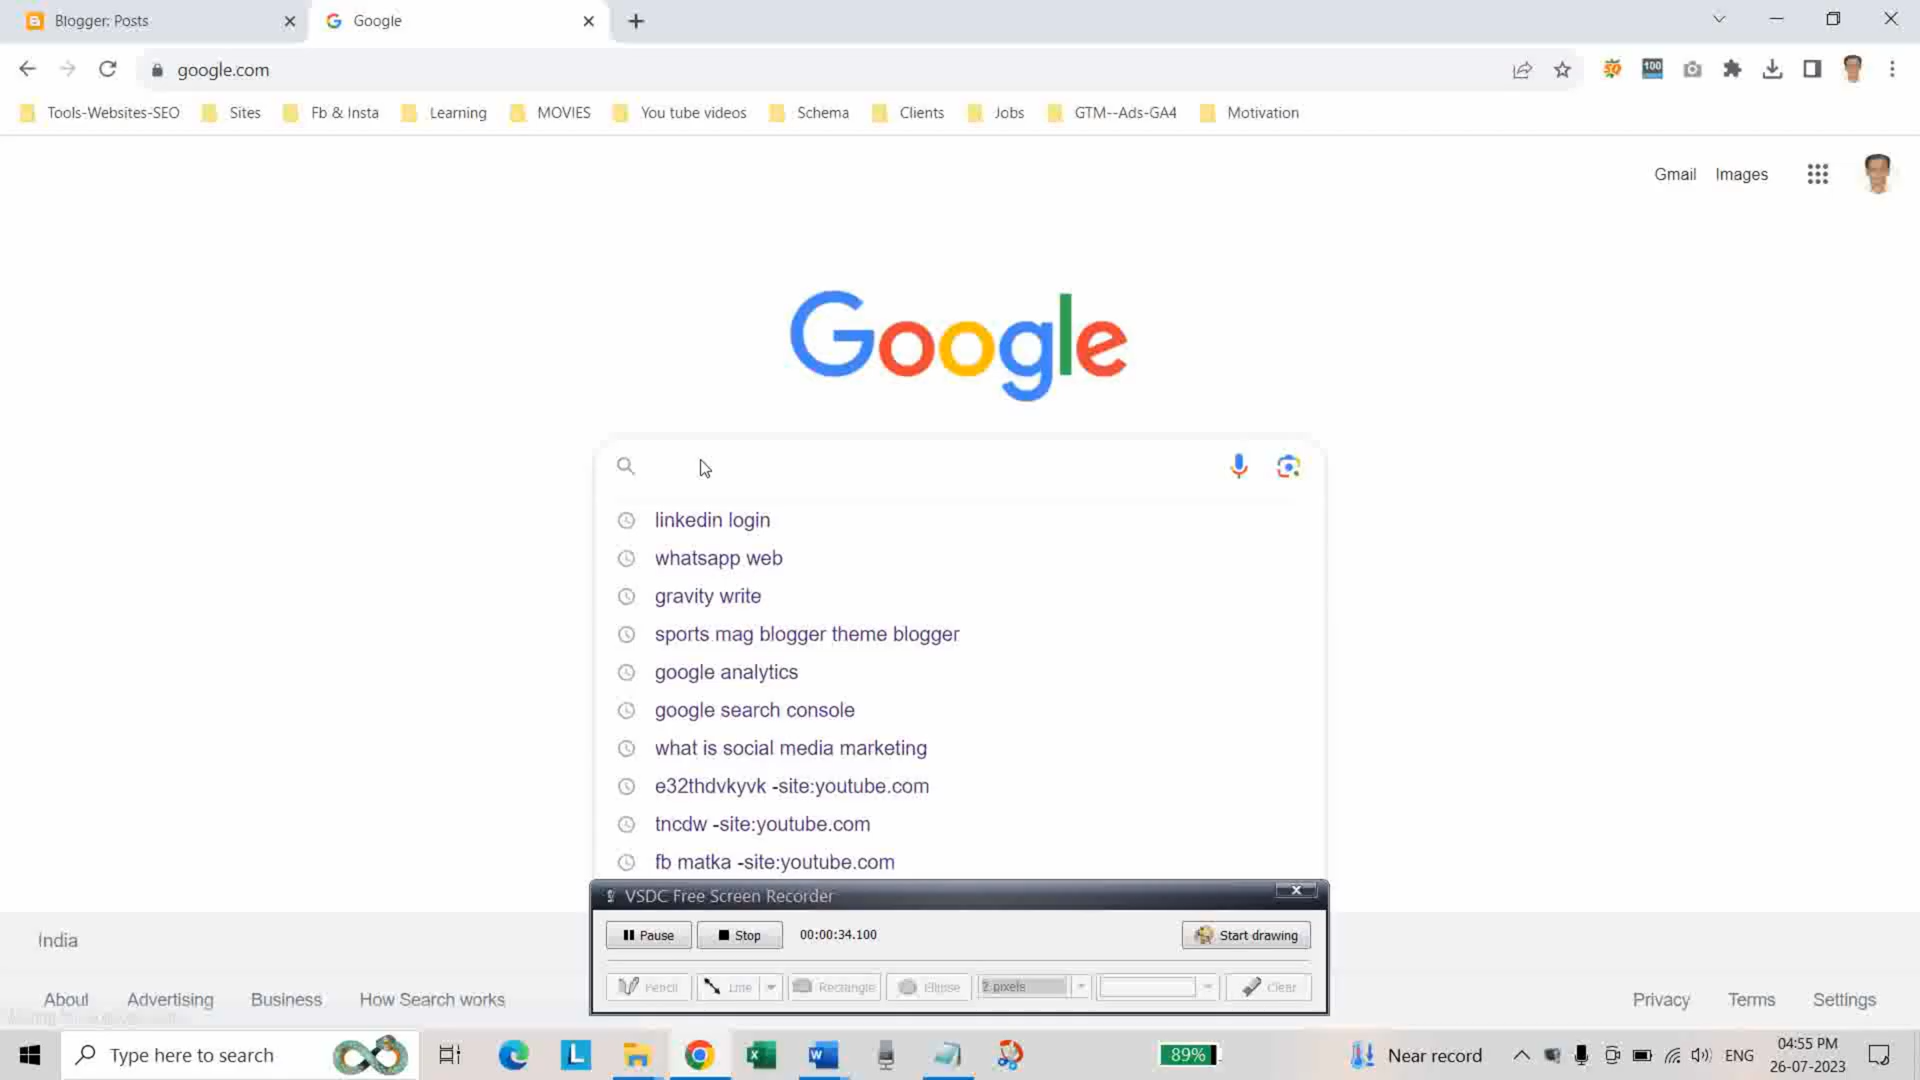 Blogger: Posts
Google
google.com
Tools-Websites-SEO Sites Fb & Insta Learning MOVIES You tube videos Schema Clients Jobs GTM--Ads-GA4 Motivation
Gmail Images
Google
linkedin login
whatsapp web
gravity write
sports mag blogger theme blogger
google analytics
google search console
what is social media marketing
e32thdvkyvk -site:youtube.com
tncdw -site:youtube.com
fb matka -site:youtube.com
VSDC Free Screen Recorder
Pause Stop 00:00:34.100 Start drawing
Pencil Line Rectangle Ellipse 2 pixels Clear
India
About Advertising Business How Search works
Privacy Terms Settings
Type here to search
89%
Near record
ENG
04:55 PM
26-07-2023